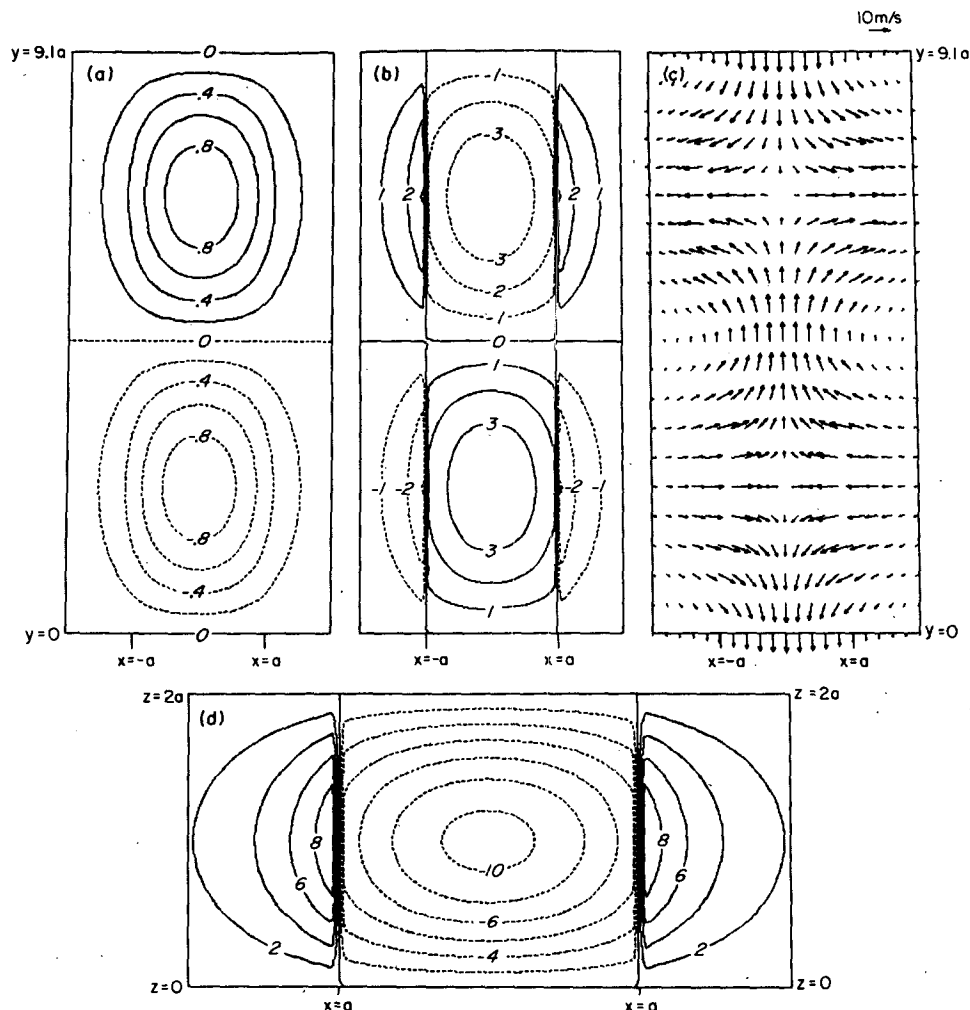 10m/s
y=9.1a 0 y=9.1a
(a) (b) (c)
-1
.4
.8 -3
1 2 2 1
.8 -3
.4 -2
-1
0 0
1
-.4
-.8 3
-1 -2 -2 -1
-.8 3
-.4
1
y=0 0 y=0
x=-a x=a x=-a x=a x=-a x=a
z=2a z=2a
(d)
8 8
-10
6 6
6
2 -4 2
z=0 z=0
x=a x=a